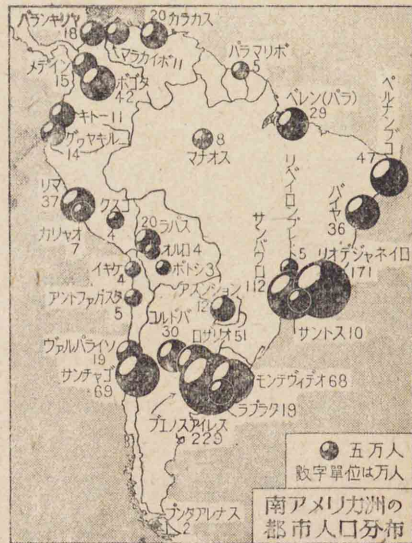 バランキリャ
18
20 カラカス
マラカイボ 11
パラマリボ
5
メデイン
15
ボゴタ
42
キトー 11
グワヤキル
14
ベレン(パラ)
29
8
マナオス
ペルナンブコ
47
リマ
37
カリャオ
7
クスコ
4
バイヤ
36
20 ラパス
オルロ 4
ポトシ 3
イキケ
4
アントファガスタ
5
アスンション
12
リベイロンプレト
5
サンパウロ
112
リオデジャネイロ
171
サントス 10
コルドバ
30
ロサリオ 51
ヴァルパライソ
19
サンチャゴ
69
モンテヴィデオ 68
ラプラタ 19
ブエノスアイレス
229
プンタアレナス
2
五万人
数字單位は万人
南アメリカ洲の
都市人口分布